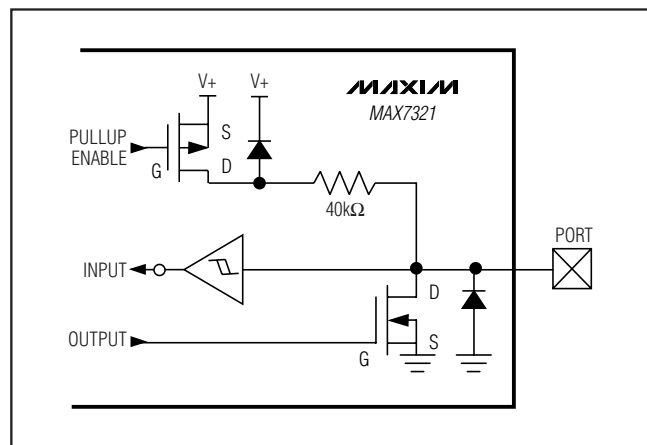 V+ V+
MAXIM
MAX7321
PULLUP
ENABLE
S
G
D
40kΩ
PORT
INPUT
D
OUTPUT
G
S